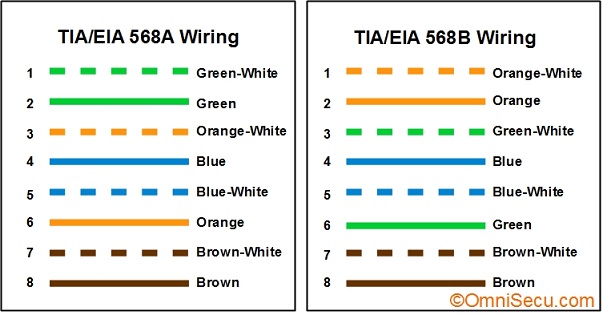 TIA/EIA 568A Wiring
1 Green-White
2 Green
3 Orange-White
4 Blue
5 Blue-White
6 Orange
7 Brown-White
8 Brown
TIA/EIA 568B Wiring
1 Orange-White
2 Orange
3 Green-White
4 Blue
5 Blue-White
6 Green
7 Brown-White
8 Brown
©OmniSecu.com